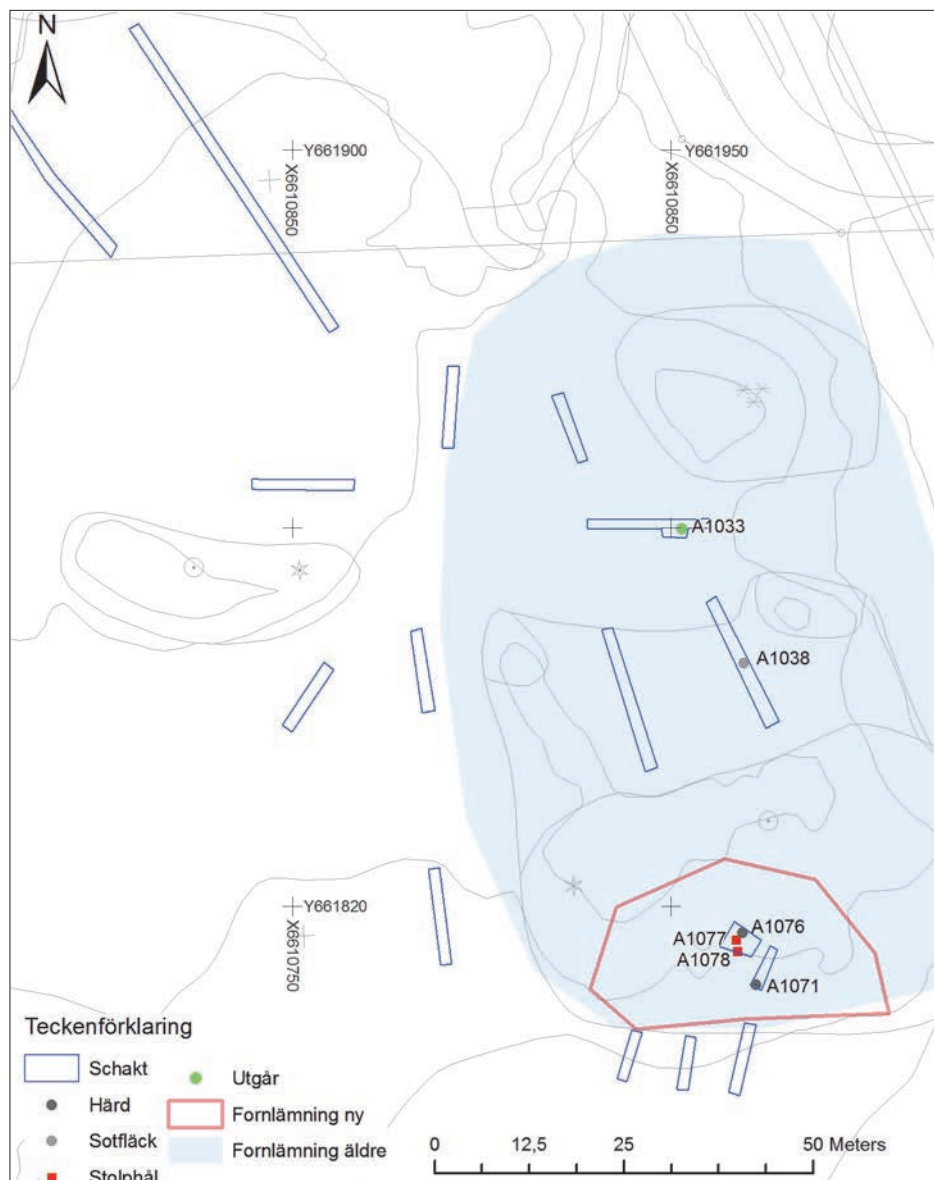 N
Y661900
X6610850
Y661950
X6610850
A1033
A1038
Y661820
X6610750
A1076
A1077
A1078
A1071
Teckenförklaring
Schakt
Härd
Sotfläck
Stolphål
Utgår
Fornlämning ny
Fornlämning äldre
0 12,5 25 50 Meters